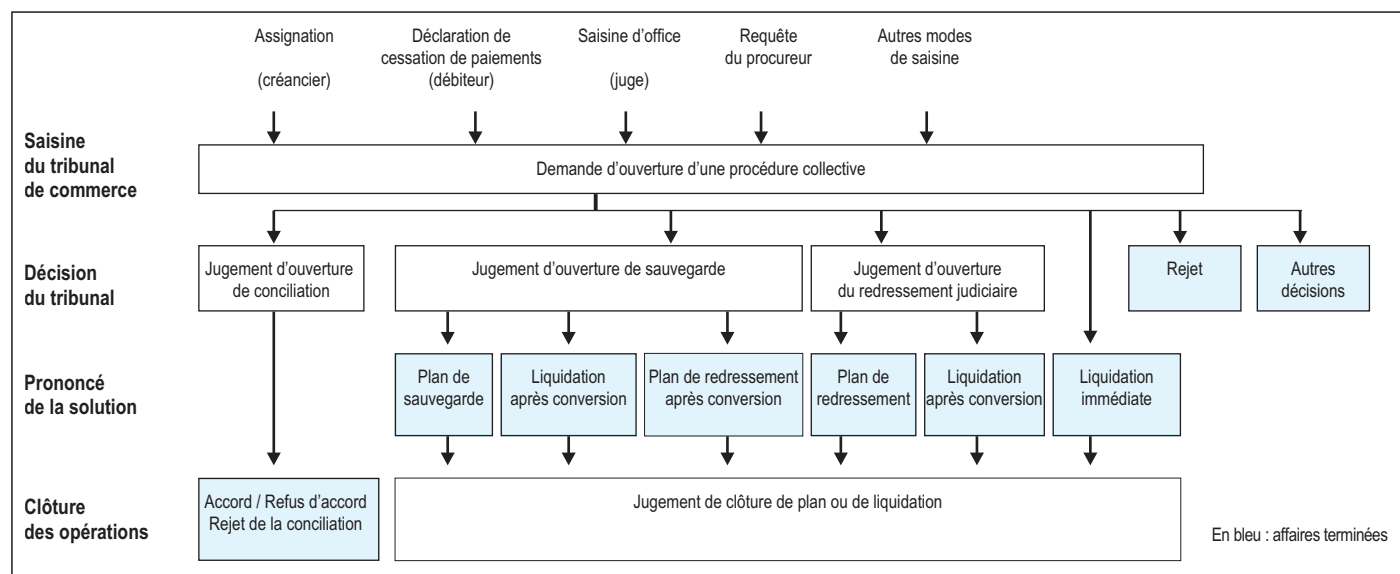 Assignation
(créancier)
Déclaration de
cessation de paiements
(débiteur)
Saisine d'office
(juge)
Requête
du procureur
Autres modes
de saisine
Saisine
du tribunal
de commerce
Demande d'ouverture d'une procédure collective
Décision
du tribunal
Jugement d'ouverture
de conciliation
Jugement d'ouverture de sauvegarde
Jugement d'ouverture
du redressement judiciaire
Rejet
Autres
décisions
Prononcé
de la solution
Plan de
sauvegarde
Liquidation
après conversion
Plan de redressement
après conversion
Plan de
redressement
Liquidation
après conversion
Liquidation
immédiate
Clôture
des opérations
Accord / Refus d'accord
Rejet de la conciliation
Jugement de clôture de plan ou de liquidation
En bleu : affaires terminées